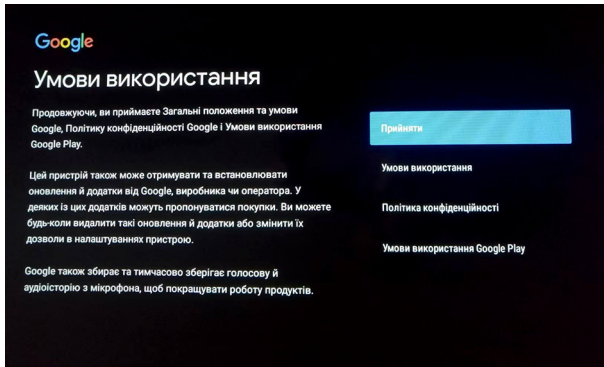 Google
Умови використання
Продовжуючи, ви приймаєте Загальні положення та умови
Google, Політику конфіденційності Google і Умови використання
Google Play.
Цей пристрій також може отримувати та встановлювати
оновлення й додатки від Google, виробника чи оператора. У
деяких із цих додатків можуть пропонуватися покупки. Ви можете
будь-коли видалити такі оновлення й додатки або змінити їх
дозволи в налаштуваннях пристрою.
Google також збирає та тимчасово зберігає голосову й
аудіоісторію з мікрофона, щоб покращувати роботу продуктів.
Прийняти
Умови використання
Політика конфіденційності
Умови використання Google Play